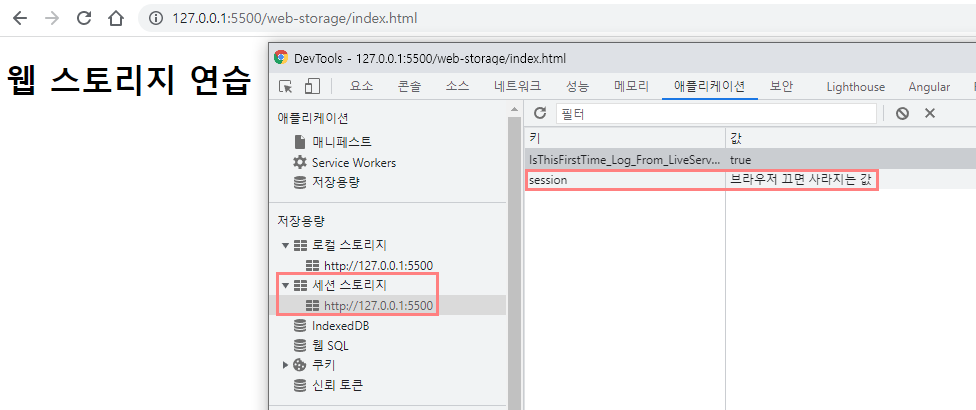 127.0.0.1:5500/web-storage/index.html
웹 스토리지 연습
DevTools - 127.0.0.1:5500/web-storage/index.html
요소 콘솔 소스 네트워크 성능 메모리 애플리케이션 보안 Lighthouse Angular
애플리케이션
매니페스트
Service Workers
저장용량
저장용량
로컬 스토리지
http://127.0.0.1:5500
세션 스토리지
http://127.0.0.1:5500
IndexedDB
웹 SQL
쿠키
신뢰 토큰
필터
키 값
IsThisFirstTime_Log_From_LiveServ... true
session 브라우저 끄면 사라지는 값